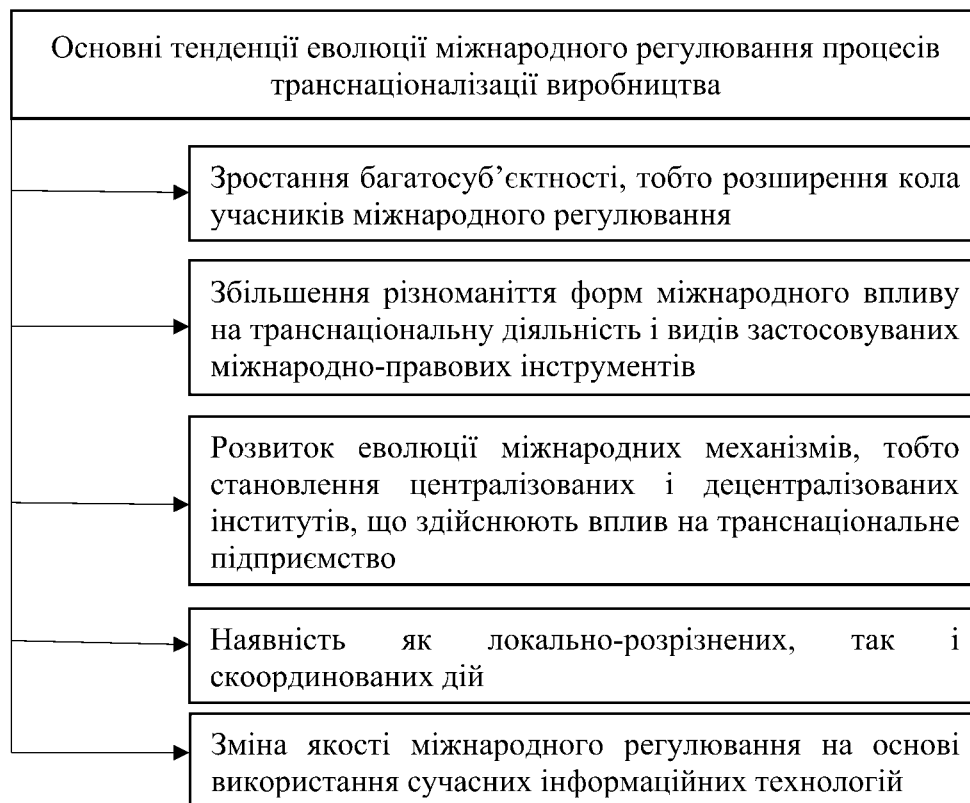 Основні тенденції еволюції міжнародного регулювання процесів
транснаціоналізації виробництва
Зростання багатосуб’єктності, тобто розширення кола
учасників міжнародного регулювання
Збільшення різноманіття форм міжнародного впливу
на транснаціональну діяльність і видів застосовуваних
міжнародно-правових інструментів
Розвиток еволюції міжнародних механізмів, тобто
становлення централізованих і децентралізованих
інститутів, що здійснюють вплив на транснаціональне
підприємство
Наявність як локально-розрізнених, так і
скоординованих дій
Зміна якості міжнародного регулювання на основі
використання сучасних інформаційних технологій